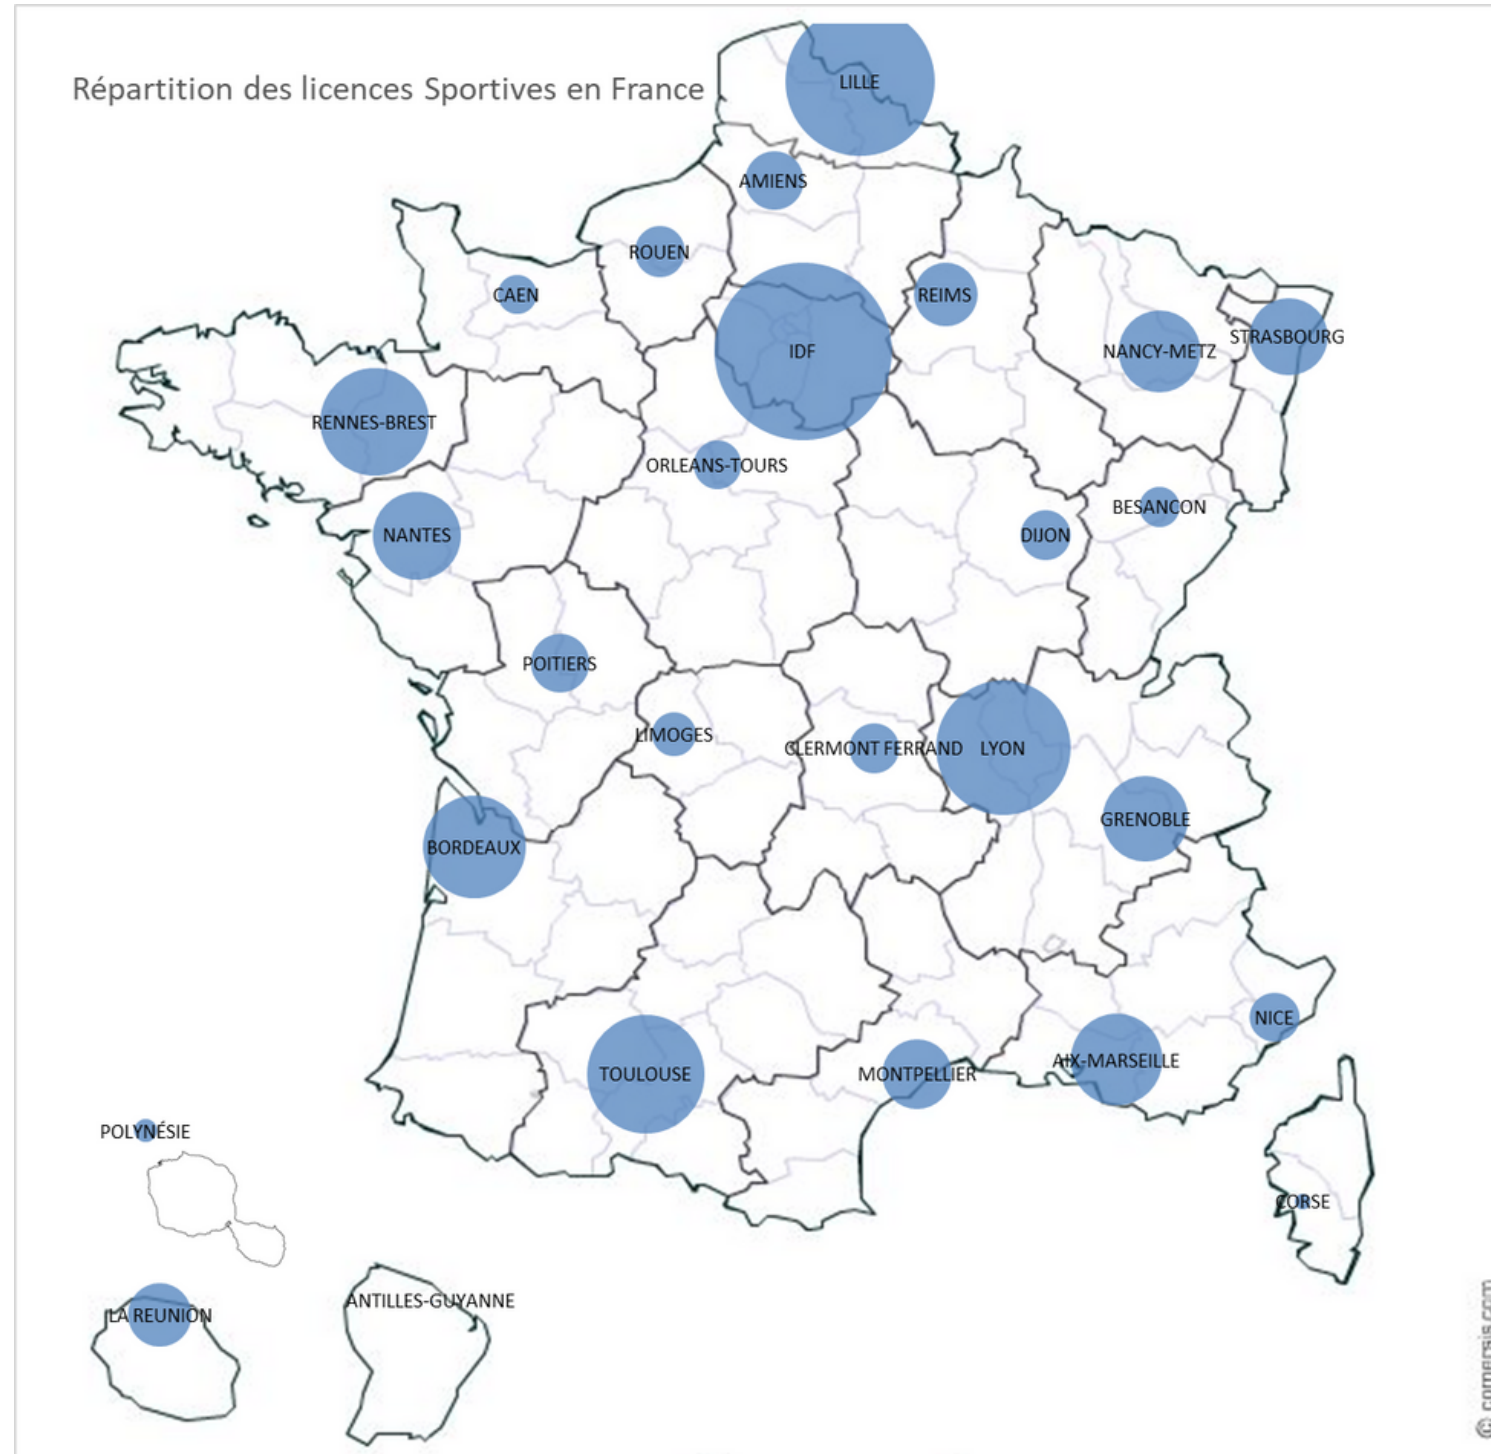 Répartition des licences Sportives en France
LILLE
AMIENS
ROUEN
CAEN
REIMS
STRASBOURG
IDF
NANCY-METZ
RENNES-BREST
ORLEANS-TOURS
BESANCON
NANTES
DIJON
POITIERS
LIMOGES
CLERMONT FERRAND
LYON
GRENOBLE
BORDEAUX
NICE
AIX-MARSEILLE
TOULOUSE
MONTPELLIER
POLYNÉSIE
CORSE
LA REUNION
ANTILLES-GUYANNE
© comersis.com